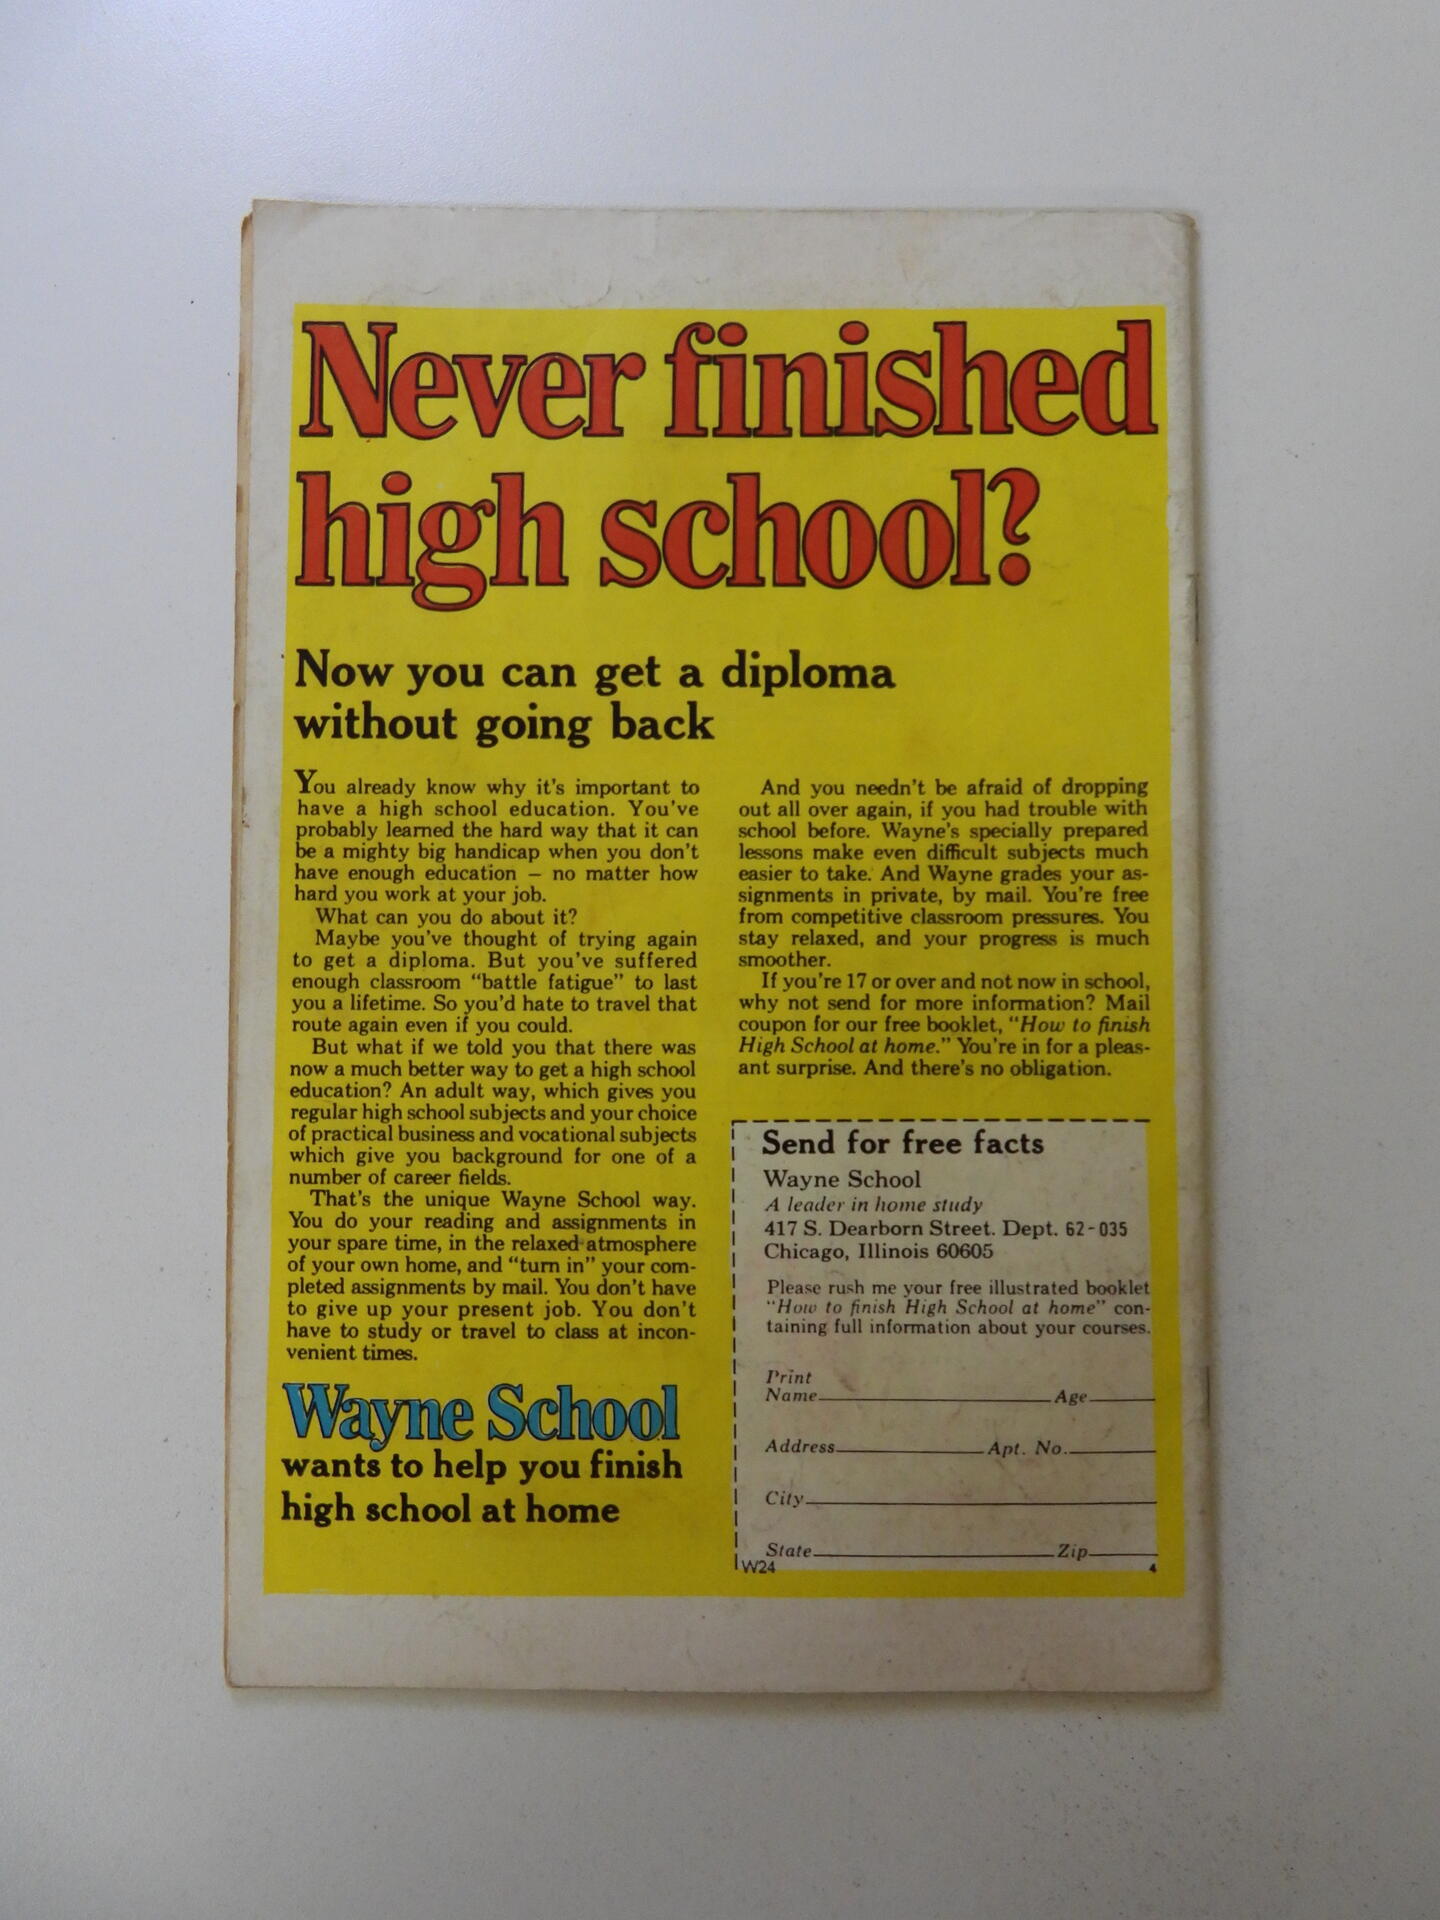 Never finished
high school?
Now you can get a diploma
without going back
You already know why it's important to
have a high school education. You've
probably learned the hard way that it can
be a mighty big handicap when you don't
have enough education — no matter how
hard you work at your job.
What can you do about it?
Maybe you've thought of trying again
to get a diploma. But you've suffered
enough classroom "battle fatigue" to last
you a lifetime. So you'd hate to travel that
route again even if you could.
But what if we told you that there was
now a much better way to get a high school
education? An adult way, which gives you
regular high school subjects and your choice
of practical business and vocational subjects
which give you background for one of a
number of career fields.
That's the unique Wayne School way.
You do your reading and assignments in
your spare time, in the relaxed atmosphere
of your own home, and "turn in" your com-
pleted assignments by mail. You don't have
to give up your present job. You don't
have to study or travel to class at incon-
venient times.
Wayne School
wants to help you finish
high school at home
And you needn't be afraid of dropping
out all over again, if you had trouble with
school before. Wayne's specially prepared
lessons make even difficult subjects much
easier to take. And Wayne grades your as-
signments in private, by mail. You're free
from competitive classroom pressures. You
stay relaxed, and your progress is much
smoother.
If you're 17 or over and not now in school,
why not send for more information? Mail
coupon for our free booklet, "How to finish
High School at home." You're in for a pleas-
ant surprise. And there's no obligation.
Send for free facts
Wayne School
A leader in home study
417 S. Dearborn Street. Dept. 62-035
Chicago, Illinois 60605
Please rush me your free illustrated booklet
"How to finish High School at home" con-
taining full information about your courses.
Print
Name Age
Address Apt. No.
City
State Zip
W24 4